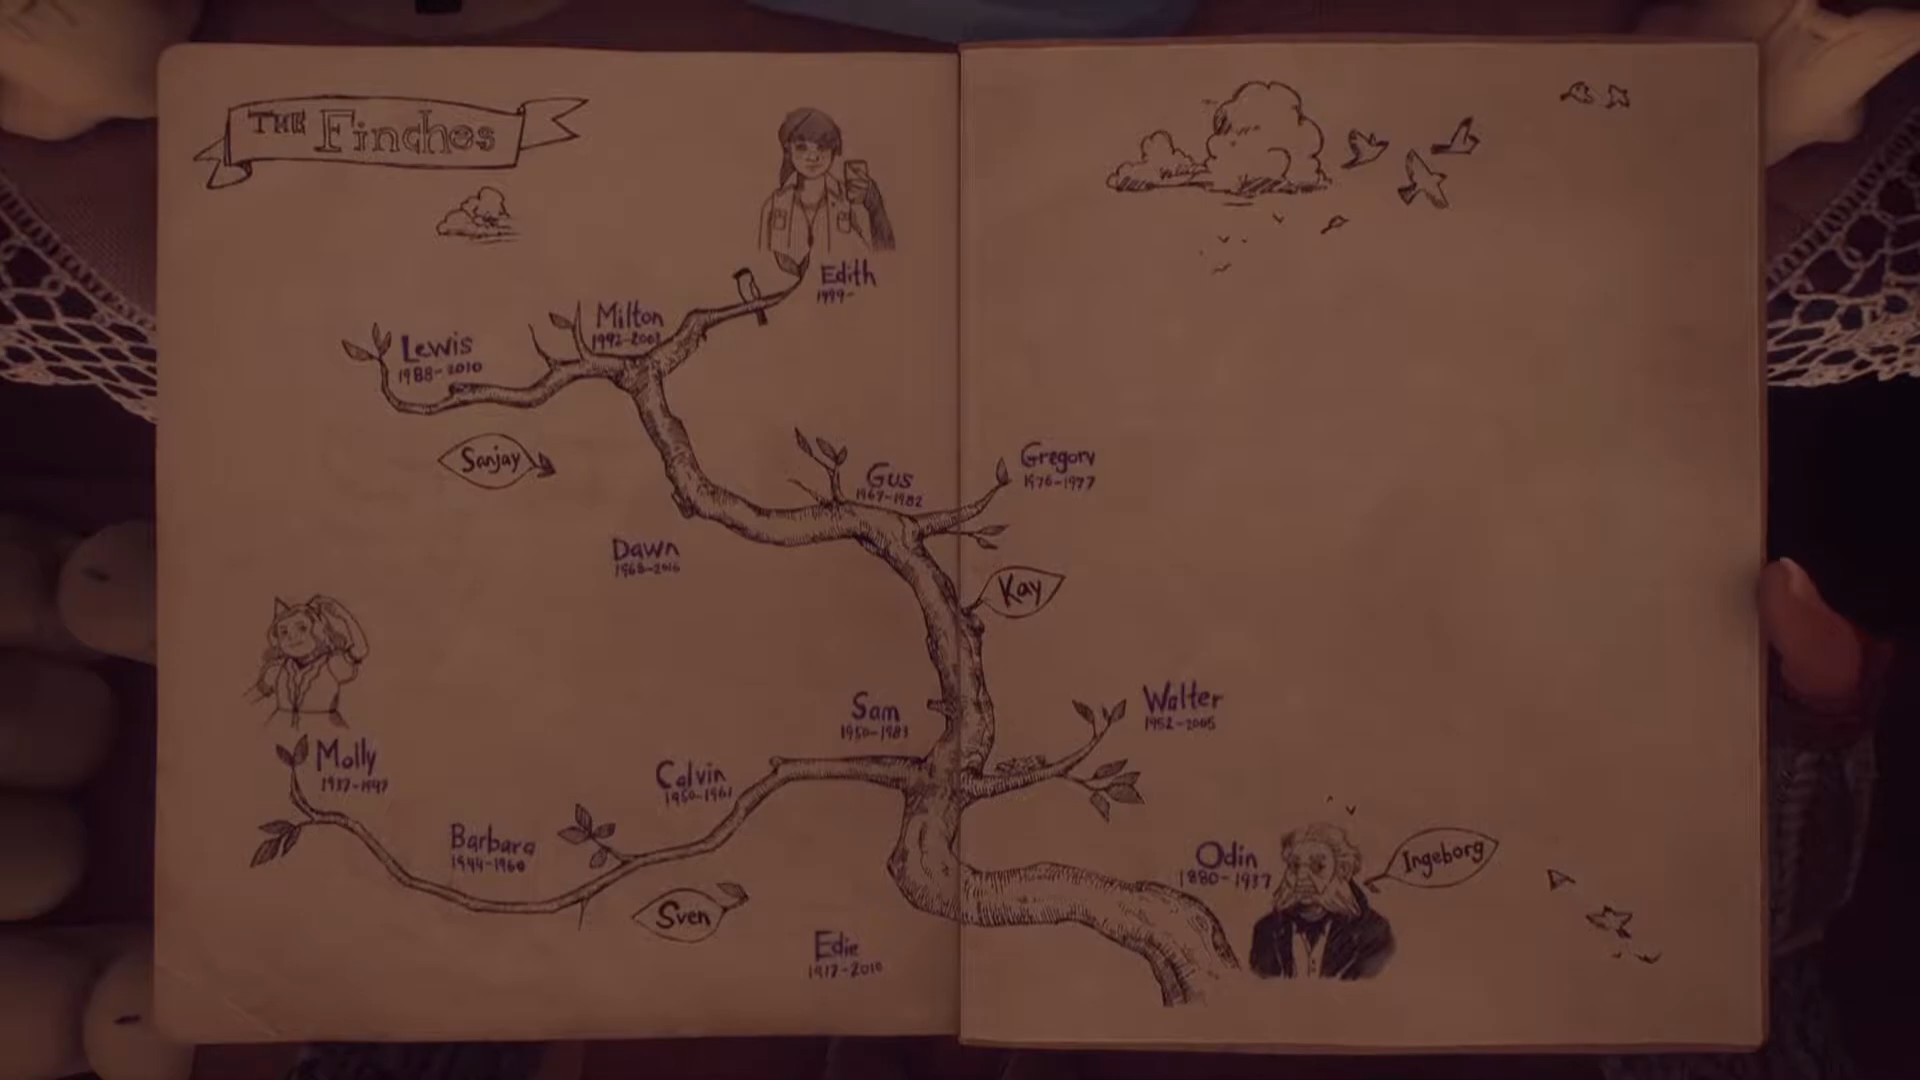 THE Finches
Edith
1999-
Milton
1992-2003
Lewis
1988-2010
Sanjay
Gus
1967-1982
Gregory
1976-1977
Dawn
1968-2016
Kay
Sam
1950-1983
Walter
1952-2005
Molly
1937-1947
Calvin
1950-1961
Barbara
1944-1960
Odin
1880-1937
Ingeborg
Sven
Edie
1917-2010